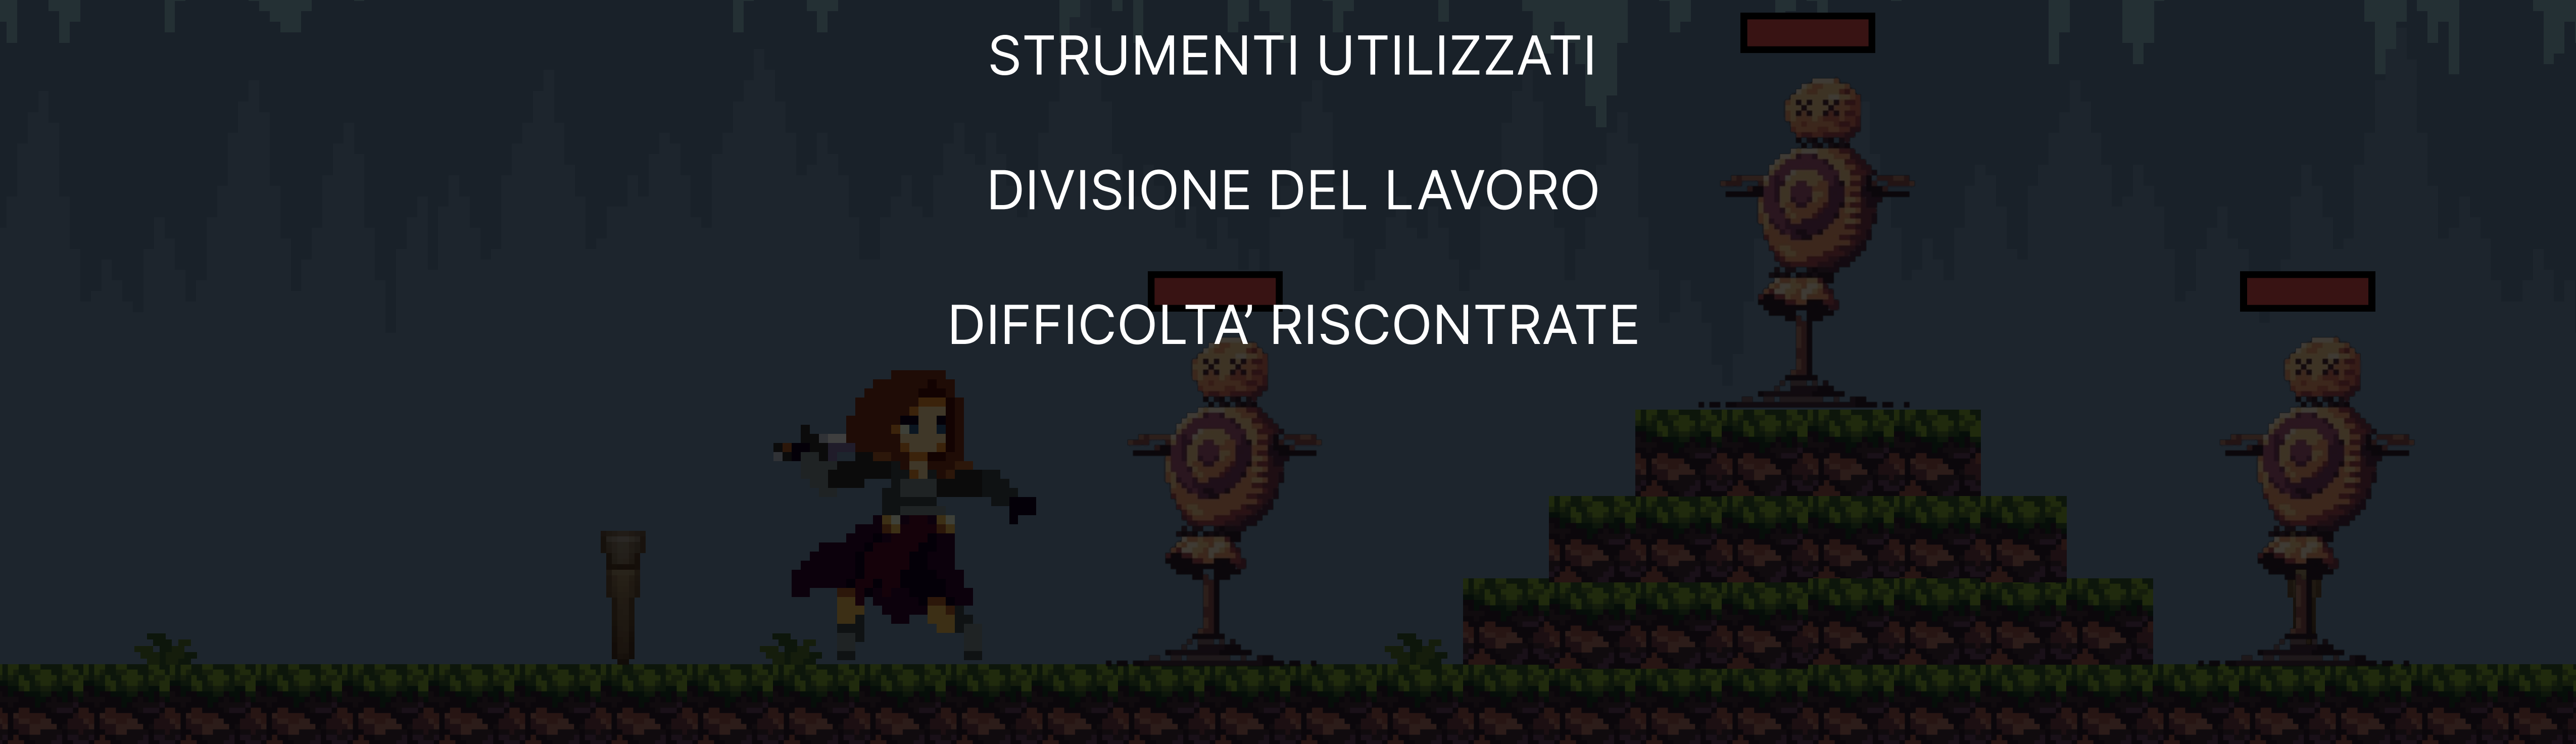 STRUMENTI UTILIZZATI
DIVISIONE DEL LAVORO
DIFFICOLTA’ RISCONTRATE